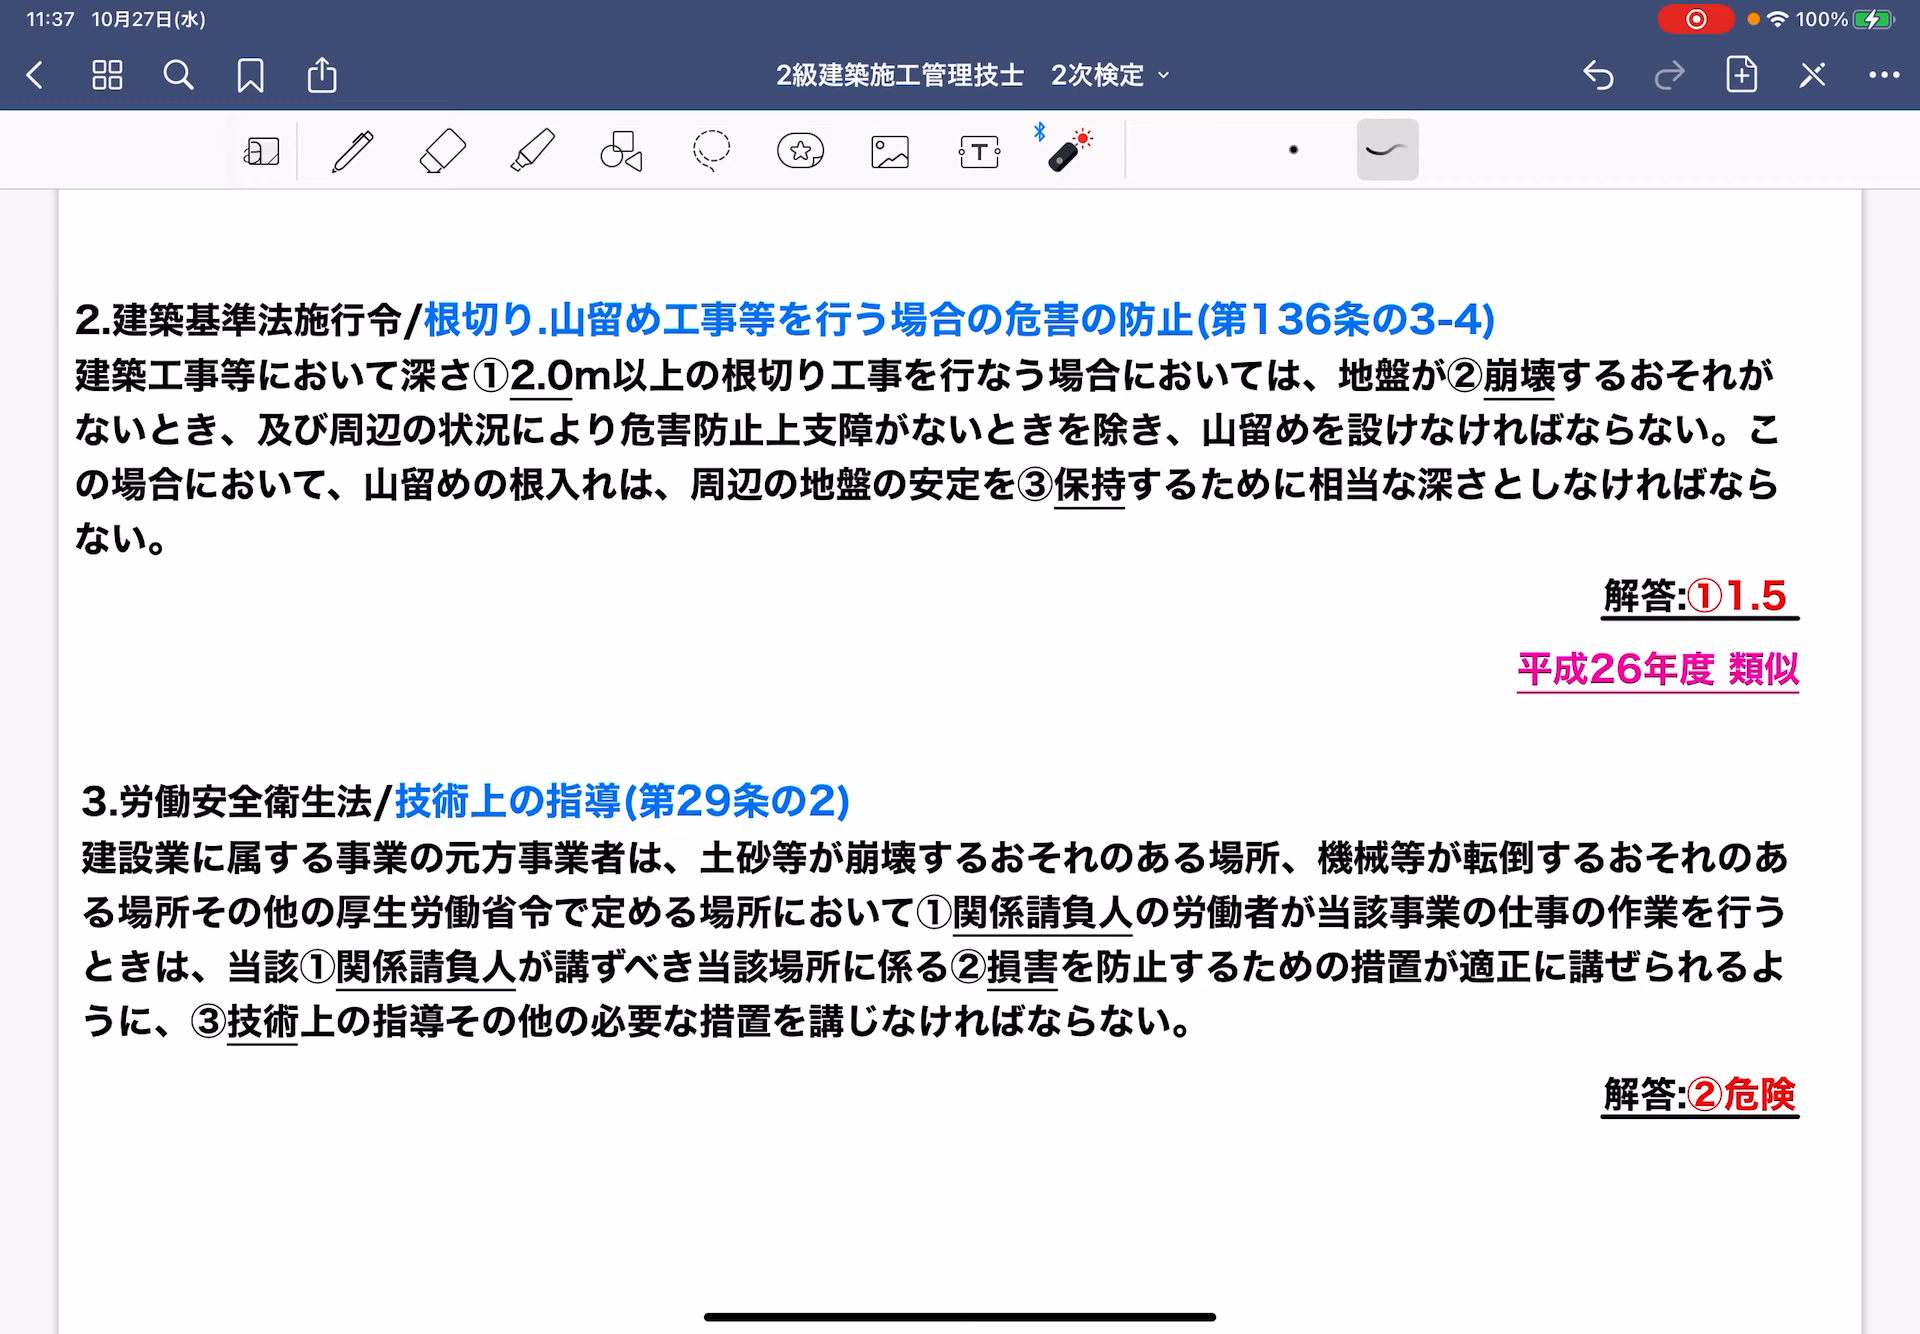 11:37 10月27日(水)
100%
2級建築施工管理技士 2次検定
2.建築基準法施行令/根切り.山留め工事等を行う場合の危害の防止(第136条の3-4)
建築工事等において深さ①2.0m以上の根切り工事を行なう場合においては、地盤が②崩壊するおそれが
ないとき、及び周辺の状況により危害防止上支障がないときを除き、山留めを設けなければならない。こ
の場合において、山留めの根入れは、周辺の地盤の安定を③保持するために相当な深さとしなければなら
ない。
解答:①1.5
平成26年度 類似
3.労働安全衛生法/技術上の指導(第29条の2)
建設業に属する事業の元方事業者は、土砂等が崩壊するおそれのある場所、機械等が転倒するおそれのあ
る場所その他の厚生労働省令で定める場所において①関係請負人の労働者が当該事業の仕事の作業を行う
ときは、当該①関係請負人が講ずべき当該場所に係る②損害を防止するための措置が適正に講ぜられるよ
うに、③技術上の指導その他の必要な措置を講じなければならない。
解答:②危険